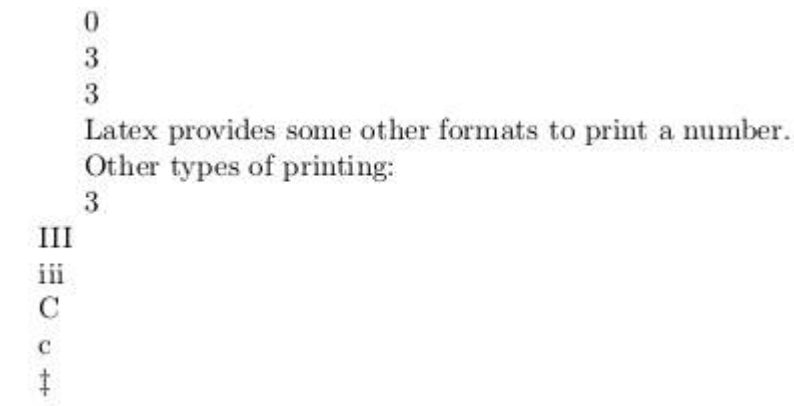 0
3
3
Latex provides some other formats to print a number.
Other types of printing:
3
III
iii
C
c
‡